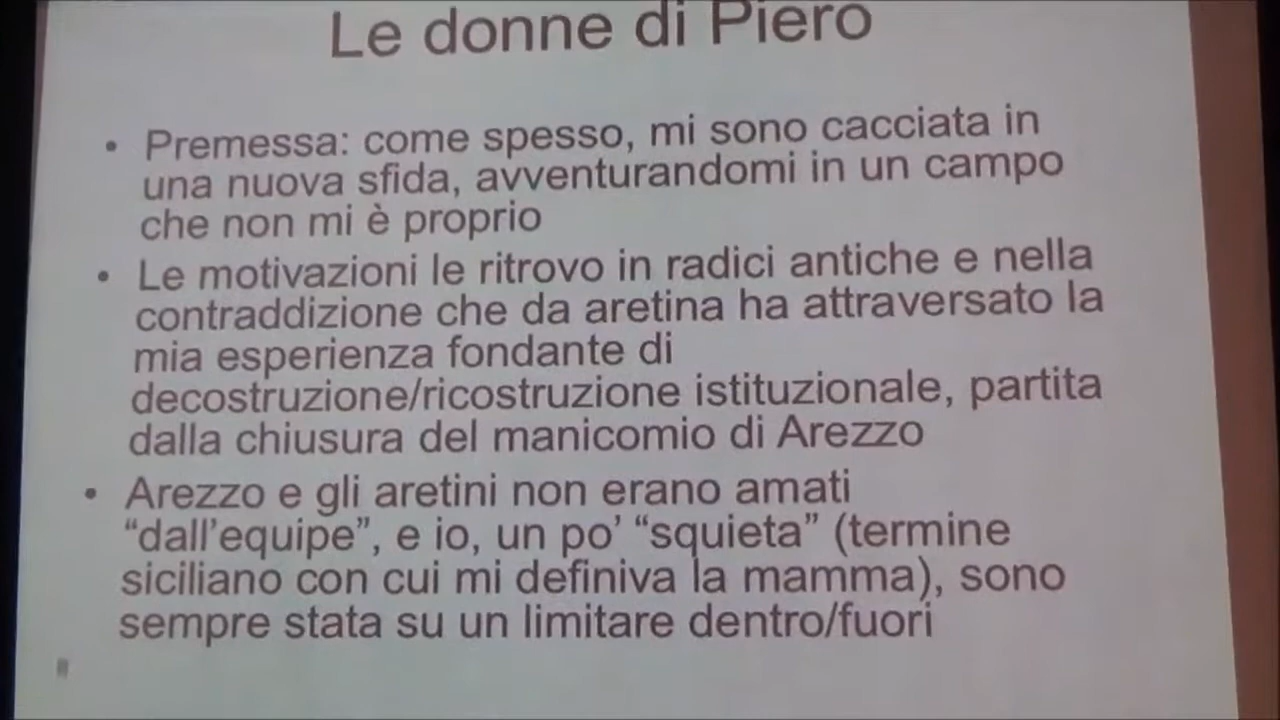 Le donne di Piero
• Premessa: come spesso, mi sono cacciata in
una nuova sfida, avventurandomi in un campo
che non mi è proprio
• Le motivazioni le ritrovo in radici antiche e nella
contraddizione che da aretina ha attraversato la
mia esperienza fondante di
decostruzione/ricostruzione istituzionale, partita
dalla chiusura del manicomio di Arezzo
• Arezzo e gli aretini non erano amati
“dall’equipe”, e io, un po’ “squieta” (termine
siciliano con cui mi definiva la mamma), sono
sempre stata su un limitare dentro/fuori